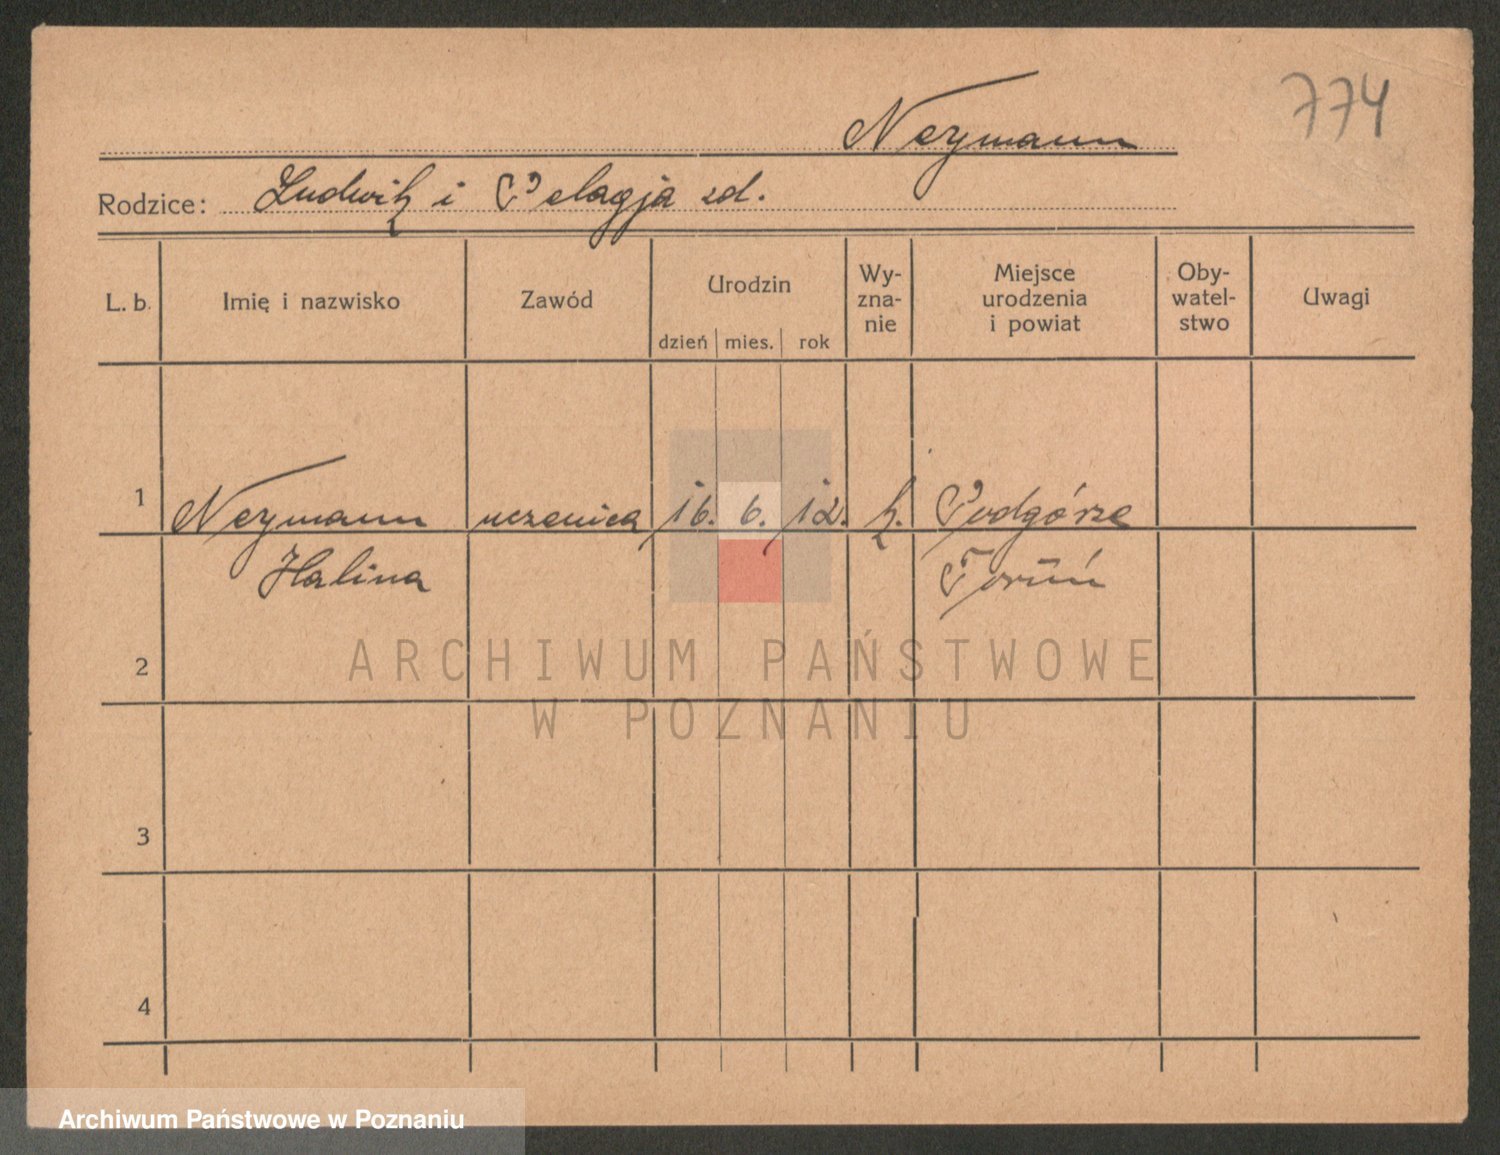 774
Neymann
Rodzice: Ludwik i Pelagja zd.
L. b. Imię i nazwisko Zawód Urodzin Wy-zna-nie Miejsce urodzenia i powiat Oby-watel-stwo Uwagi
dzień mies. rok
1 Neymann uczenica 16. 6. 12. k. Podgórze
Halina Toruń
2
ARCHIWUM PAŃSTWOWE
W POZNANIU
3
4
Archiwum Państwowe w Poznaniu